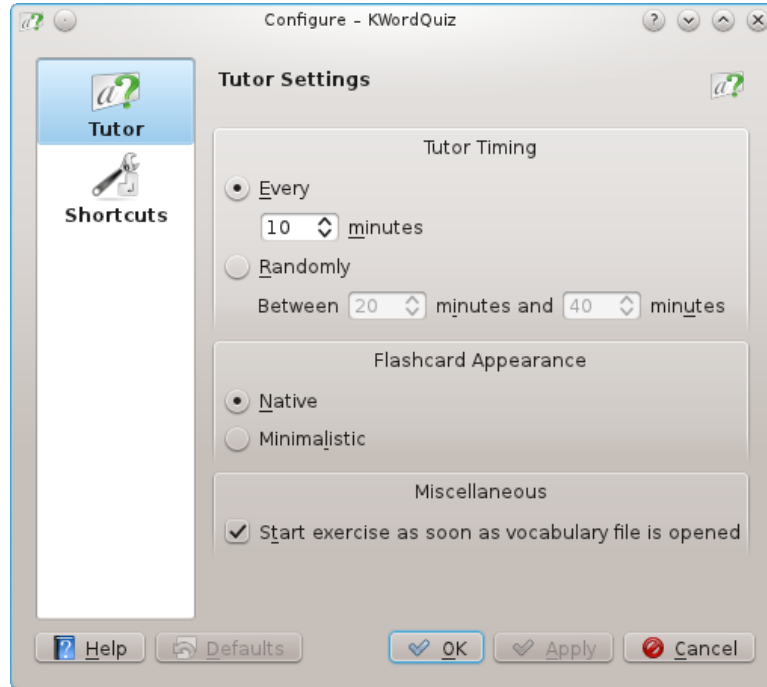 Configure – KWordQuiz
Tutor
Shortcuts
Tutor Settings
Tutor Timing
Every
10 minutes
Randomly
Between 20 minutes and 40 minutes
Flashcard Appearance
Native
Minimalistic
Miscellaneous
Start exercise as soon as vocabulary file is opened
Help Defaults OK Apply Cancel